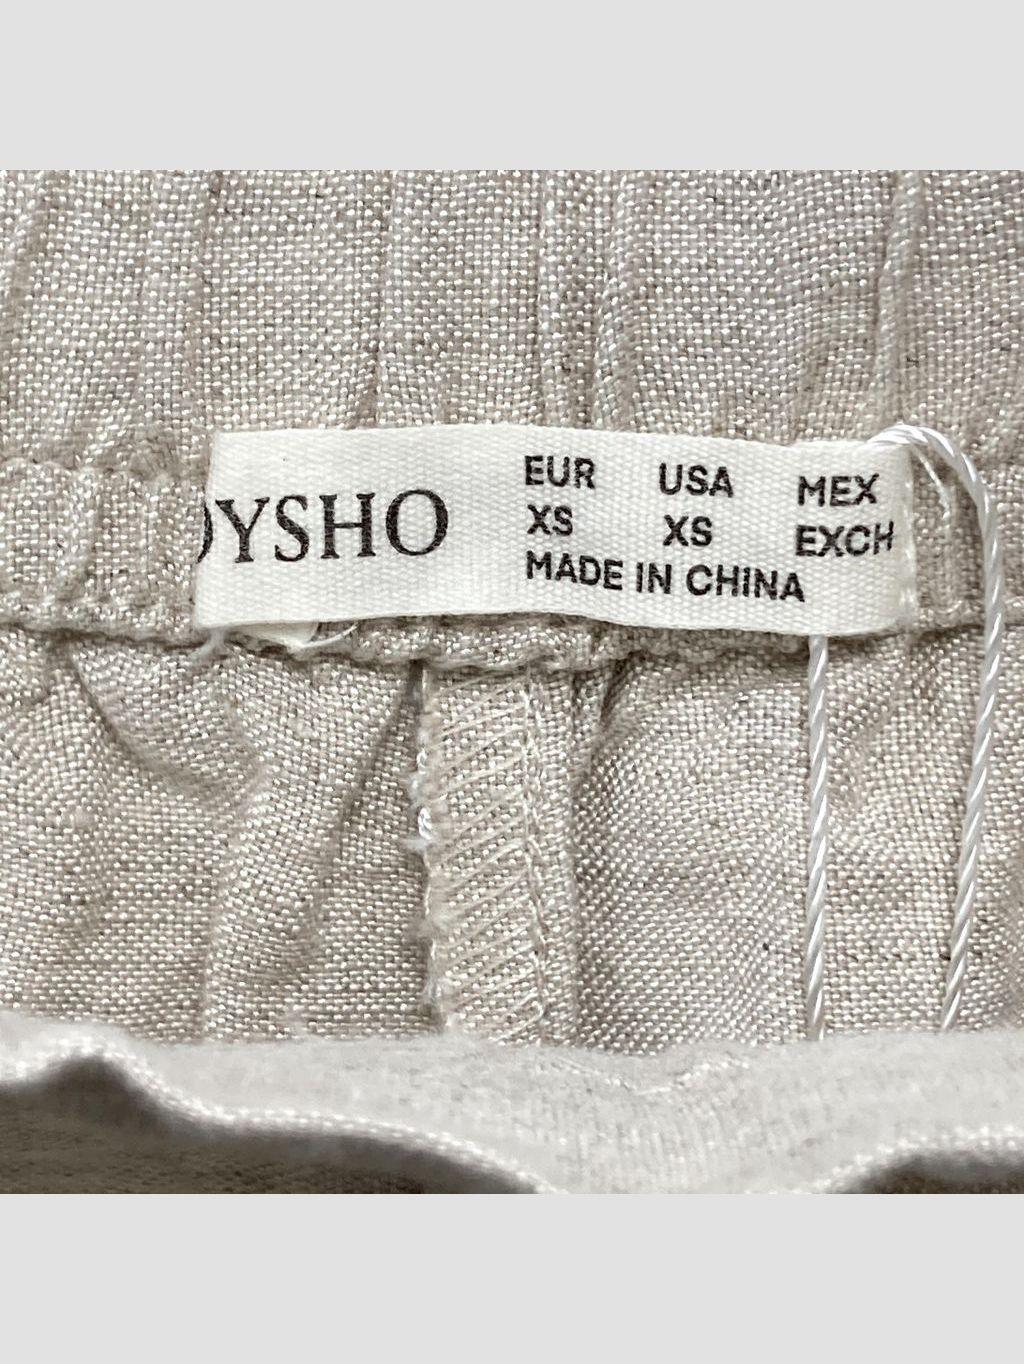 OYSHO
EUR USA MEX
XS XS EXCH
MADE IN CHINA